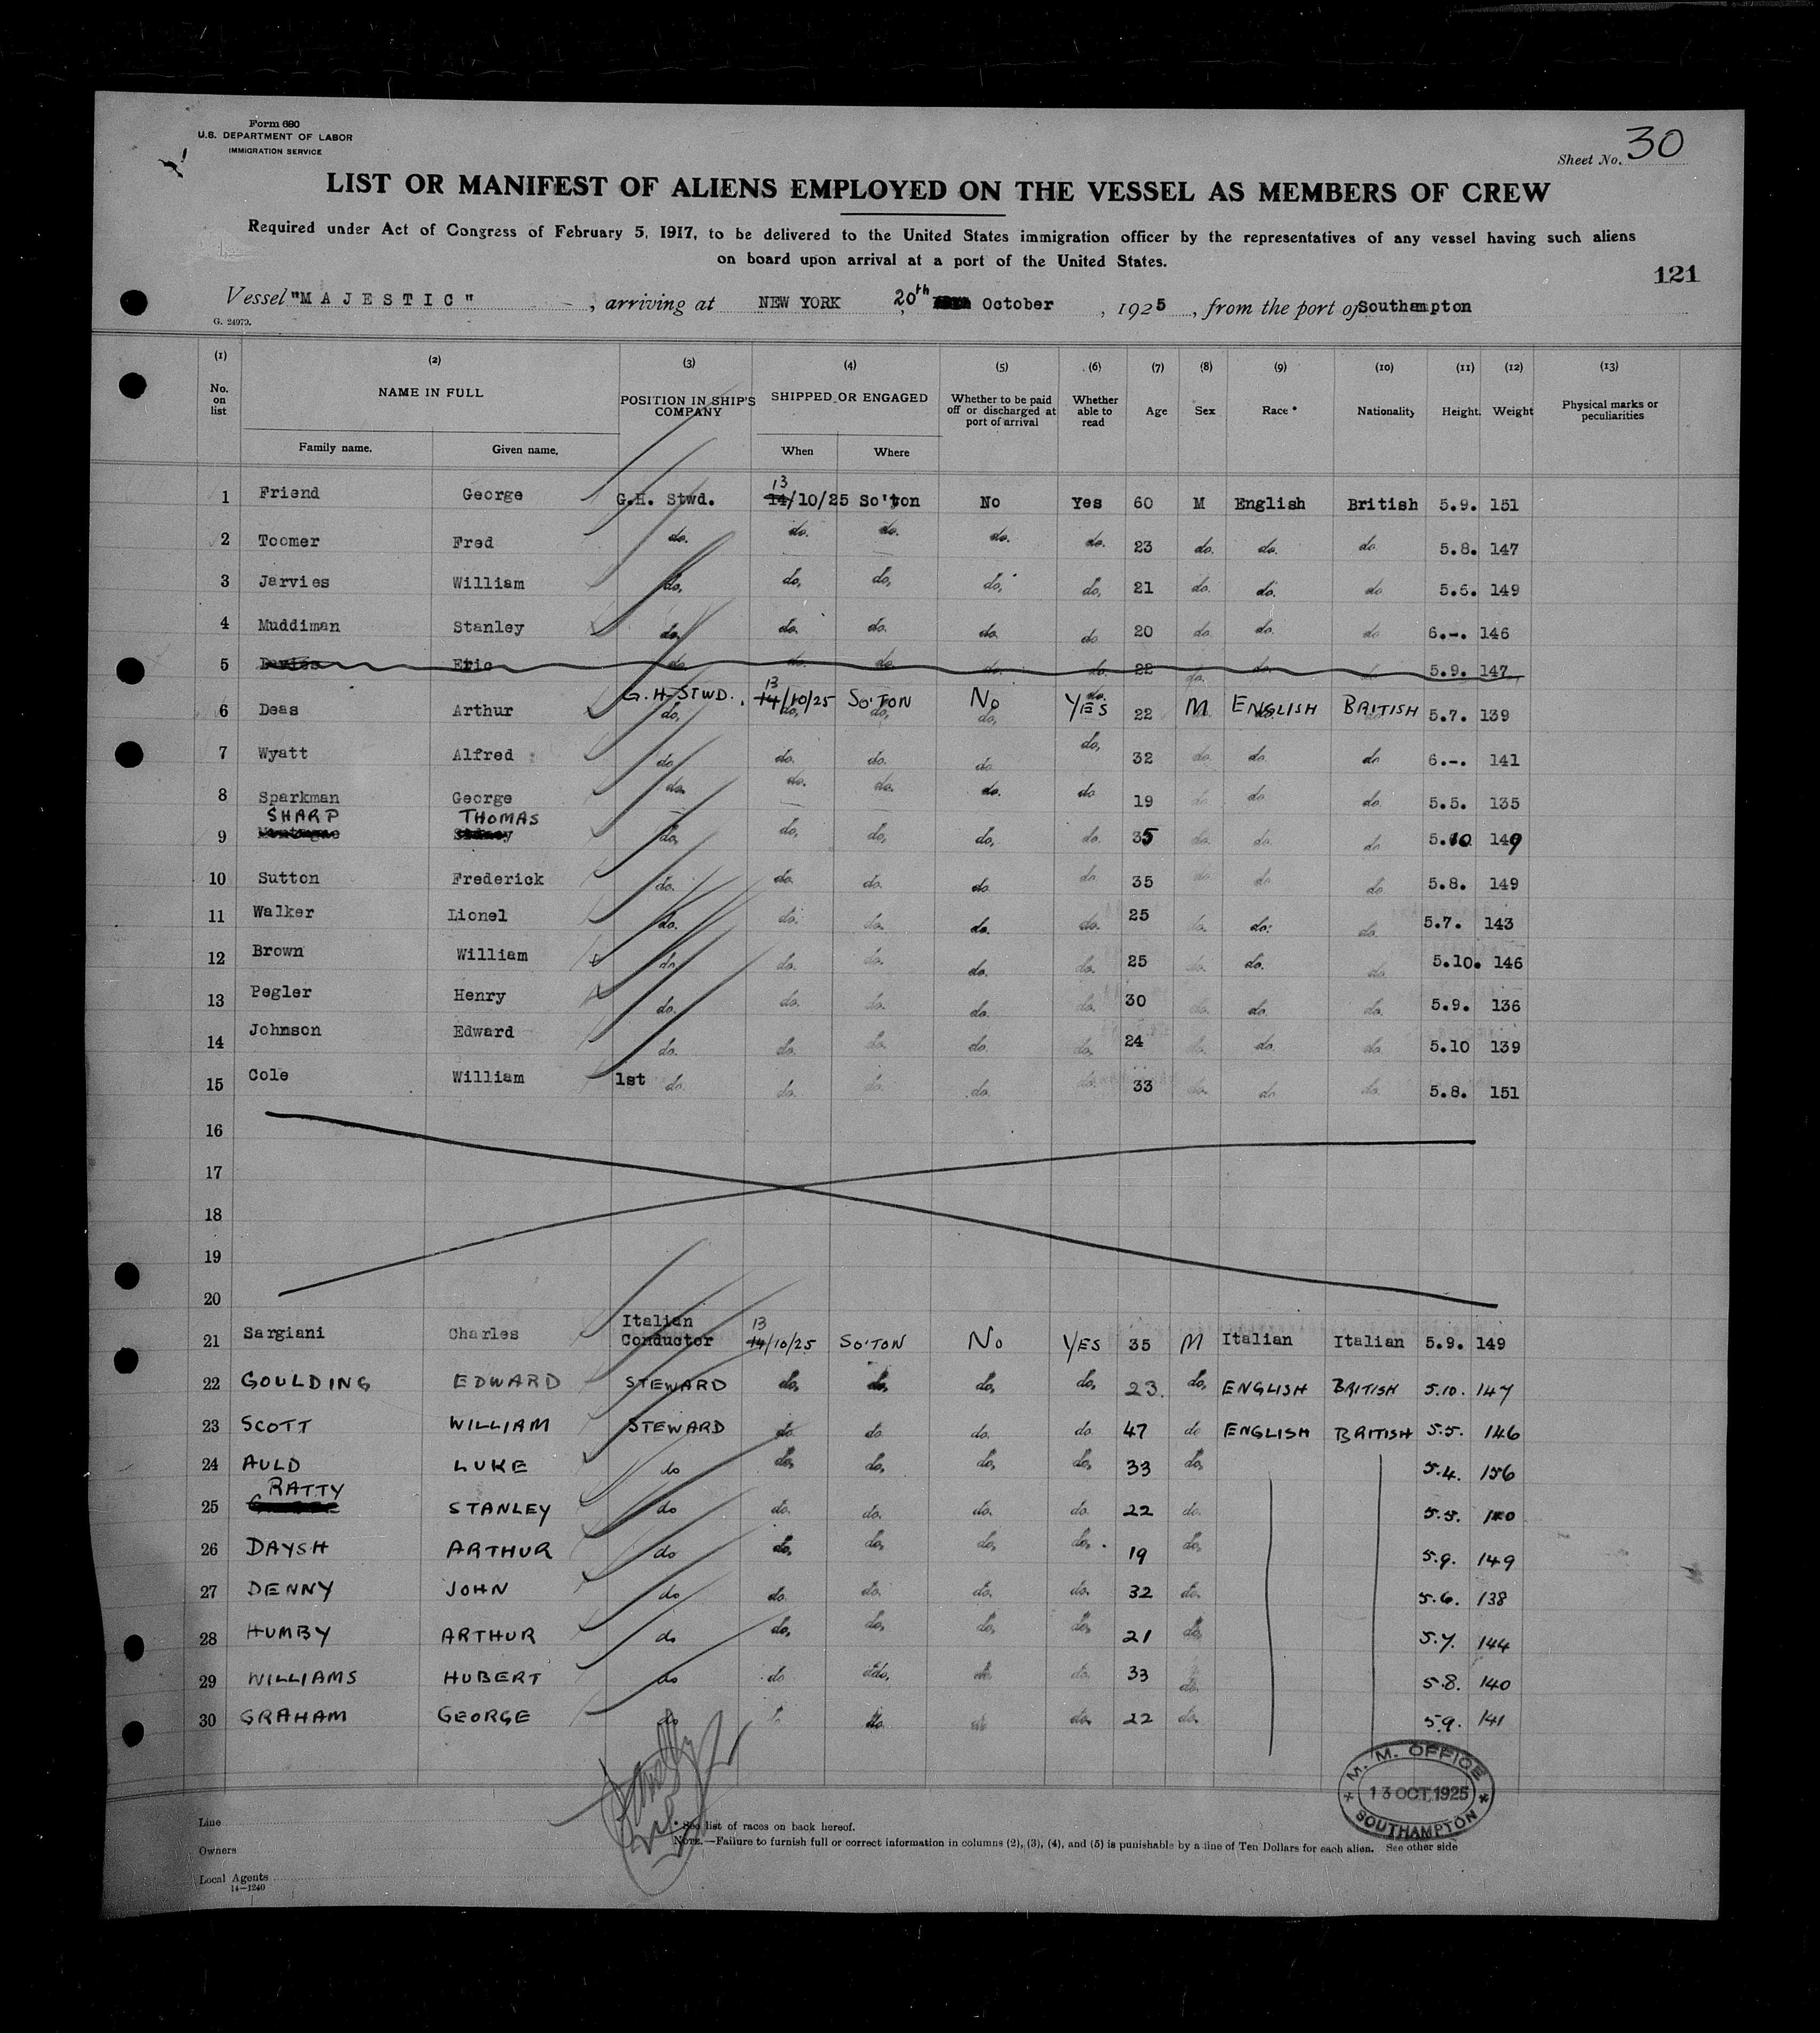 Form 680
U.S. DEPARTMENT OF LABOR
IMMIGRATION SERVICE
Sheet No. 30
LIST OR MANIFEST OF ALIENS EMPLOYED ON THE VESSEL AS MEMBERS OF CREW
Required under Act of Congress of February 5, 1917, to be delivered to the United States immigration officer by the representatives of any vessel having such aliens
on board upon arrival at a port of the United States.
121
Vessel "MAJESTIC", arriving at NEW YORK, 20th October, 1925, from the port of Southampton
G. 24979.
(1) (2) (3) (4) (5) (6) (7) (8) (9) (10) (11) (12) (13)
No. on list NAME IN FULL POSITION IN SHIP'S COMPANY SHIPPED OR ENGAGED Whether to be paid off or discharged at port of arrival Whether able to read Age Sex Race * Nationality Height. Weight Physical marks or peculiarities
Family name. Given name. When Where
1 Friend George G.H. Stwd. 13 14/10/25 So'ton No Yes 60 M English British 5.9. 151
2 Toomer Fred do. do. do. do. do. 23 do. do. do 5.8. 147
3 Jarvies William do, do, do, do, do, 21 do. do. do 5.6. 149
4 Muddiman Stanley do. do. do. do. do 20 do. do. do 6.-. 146
5 Davies Eric do. do. do. do. do. 22 do. do. do 5.9. 147
6 Deas Arthur G.H. STWD. 13 14/10/25 SO'TON No YES 22 M ENGLISH BRITISH 5.7. 139
7 Wyatt Alfred do do. do. do. do, 32 do. do. do 6.-. 141
8 Sparkman George do. do. do. do. do 19 do do do. 5.5. 135
9 SHARP THOMAS do, do, do, do, do. 35 do. do. do 5.10 149
10 Sutton Frederick do. do. do. do. do 35 do do do 5.8. 149
11 Walker Lionel do. do. do. do. do. 25 do. do. do. 5.7. 143
12 Brown William do. do. do. do. do. 25 do. do. do 5.10. 146
13 Pegler Henry do. do. do. do. do. 30 do. do. do. 5.9. 136
14 Johnson Edward do. do. do. do. do. 24 do. do. do. 5.10 139
15 Cole William 1st do. do. do. do. do. 33 do. do do. 5.8. 151
16
17
18
19
20
21 Sargiani Charles Italian Conductor 13 14/10/25 SO'TON No YES 35 M Italian Italian 5.9. 149
22 GOULDING EDWARD STEWARD do, do, do, do, 23. do, ENGLISH BRITISH 5.10. 147
23 SCOTT WILLIAM STEWARD do. do. do. do. 47 do ENGLISH BRITISH 5.5. 146
24 AULD LUKE do do, do, do, do, 33 do, 5.4. 156
25 RATTY STANLEY do do. do. do. do. 22 do. 5.5.
26 DAYSH ARTHUR do do, do, do, do, 19 do, 5.9. 149
27 DENNY JOHN do do. do. do. do. 32 do. 5.6. 138
28 HUMBY ARTHUR do do, do, do, do, 21 do, 5.7. 144
29 WILLIAMS HUBERT do do do, do. do. 33 do. 5.8. 140
30 GRAHAM GEORGE do do. do do. 22 do. 5.9. 141
M. M. OFFICE
13 OCT 1925
SOUTHAMPTON
Line
Owners
Local Agents
14—1240
* See list of races on back hereof.
NOTE.—Failure to furnish full or correct information in columns (2), (3), (4), and (5) is punishable by a fine of Ten Dollars for each alien. See other side